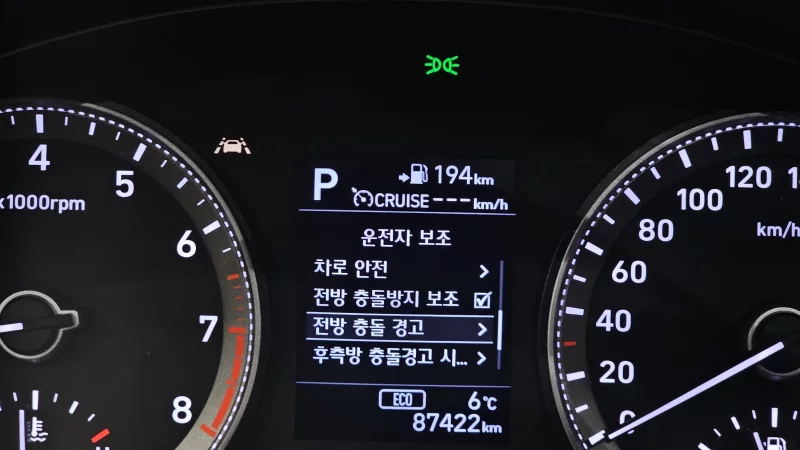 4
5
6
7
8
x1000rpm
P
194km
CRUISE ---km/h
운전자 보조
차로 안전
전방 충돌방지 보조
전방 충돌 경고
후측방 충돌경고 시...
ECO
6℃
87422km
120
100
80
60
40
20
0
km/h